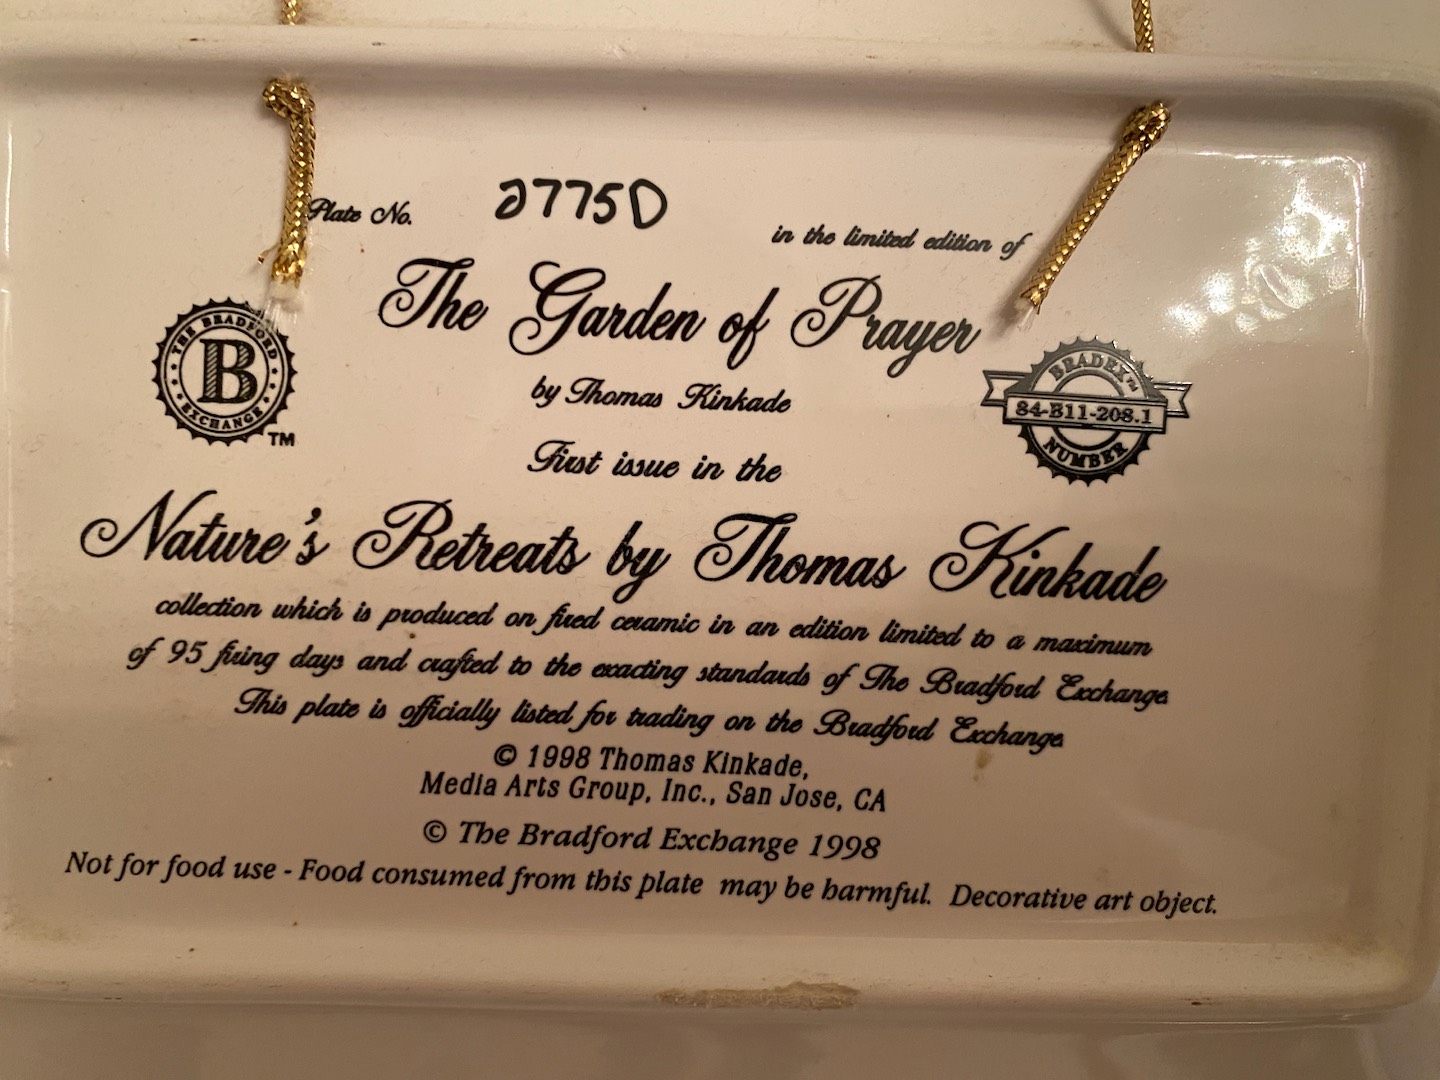 Plate No. 2775D
in the limited edition of
The Garden of Prayer
by Thomas Kinkade
First issue in the
Nature's Retreats by Thomas Kinkade
collection which is produced on fired ceramic in an edition limited to a maximum
of 95 firing days and crafted to the exacting standards of The Bradford Exchange
This plate is officially listed for trading on the Bradford Exchange
© 1998 Thomas Kinkade,
Media Arts Group, Inc., San Jose, CA
© The Bradford Exchange 1998
Not for food use - Food consumed from this plate may be harmful. Decorative art object.
THE BRADFORD
B
EXCHANGE
TM
BRADEX™
84-B11-208.1
NUMBER